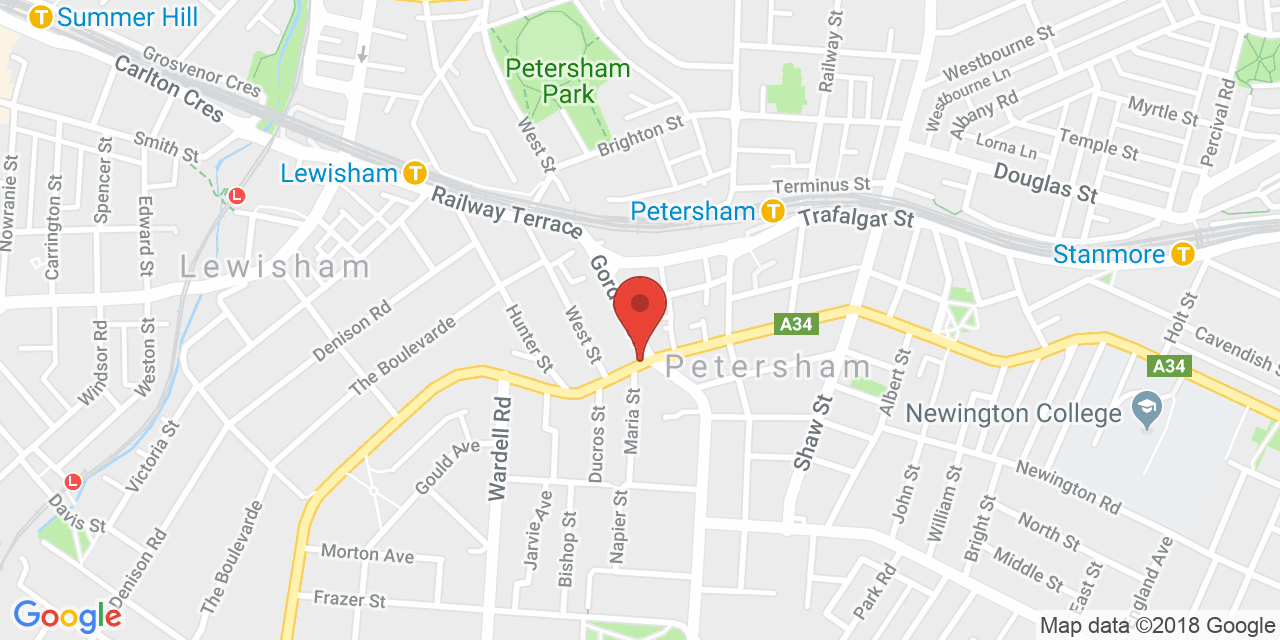 Summer Hill
Grosvenor Cres
Carlton Cres
Petersham
Park
Railway St
Westbourne St
Westbourne Ln
Albany Rd
Myrtle St
Percival Rd
Temple St
Lorna Ln
Douglas St
Smith St
West St
Brighton St
Lewisham
T
Railway Terrace
Terminus St
Petersham
T
Trafalgar St
Stanmore
T
T
L
Nowranie St
Carrington St
Spencer St
Edward St
Lewisham
Denison Rd
The Boulevarde
Hunter St
West St
Gord
A34
Petersham
A34
Holt St
Cavendish S
Windsor Rd
Weston St
Albert St
Newington College
Wardell Rd
Ducros St
Maria St
Shaw St
Gould Ave
Victoria St
L
Davis St
Denison Rd
The Boulevarde
Jarvie Ave
Bishop St
Napier St
Newington Rd
John St
William St
Bright St
North St
Middle St
East St
England Ave
Park Rd
Morton Ave
Frazer St
Google
Map data ©2018 Google